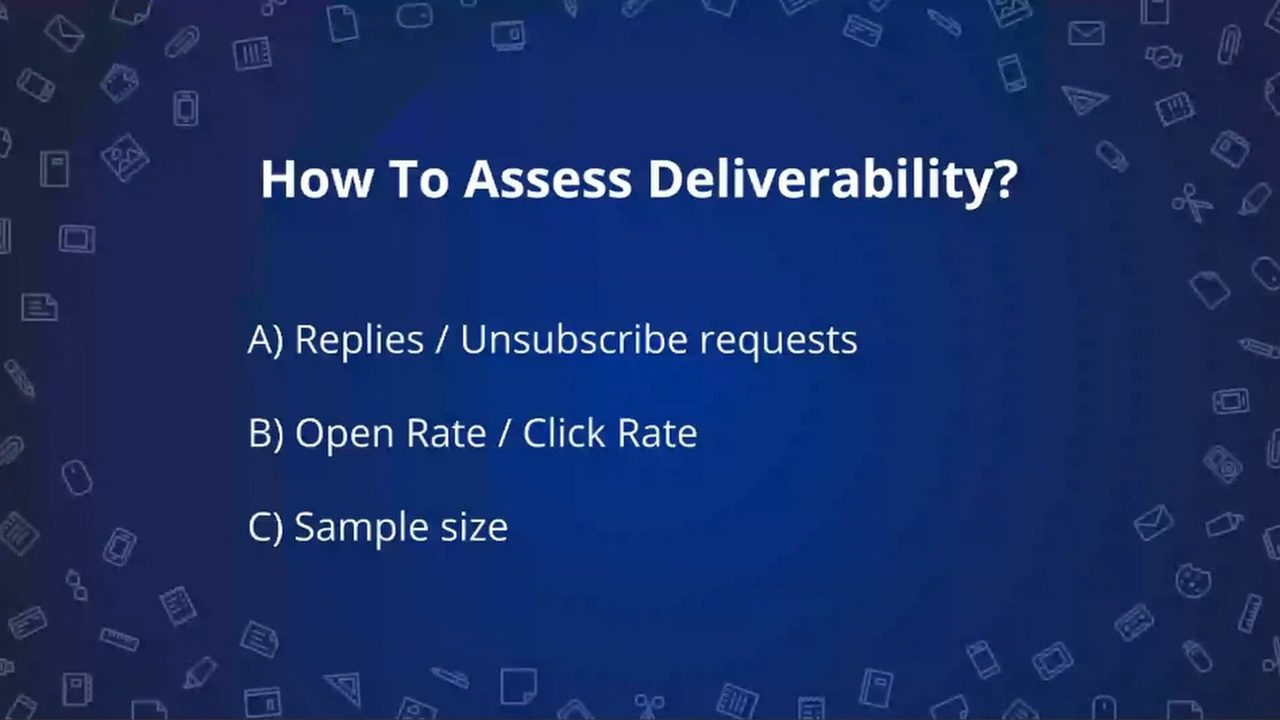 How To Assess Deliverability?
A) Replies / Unsubscribe requests
B) Open Rate / Click Rate
C) Sample size